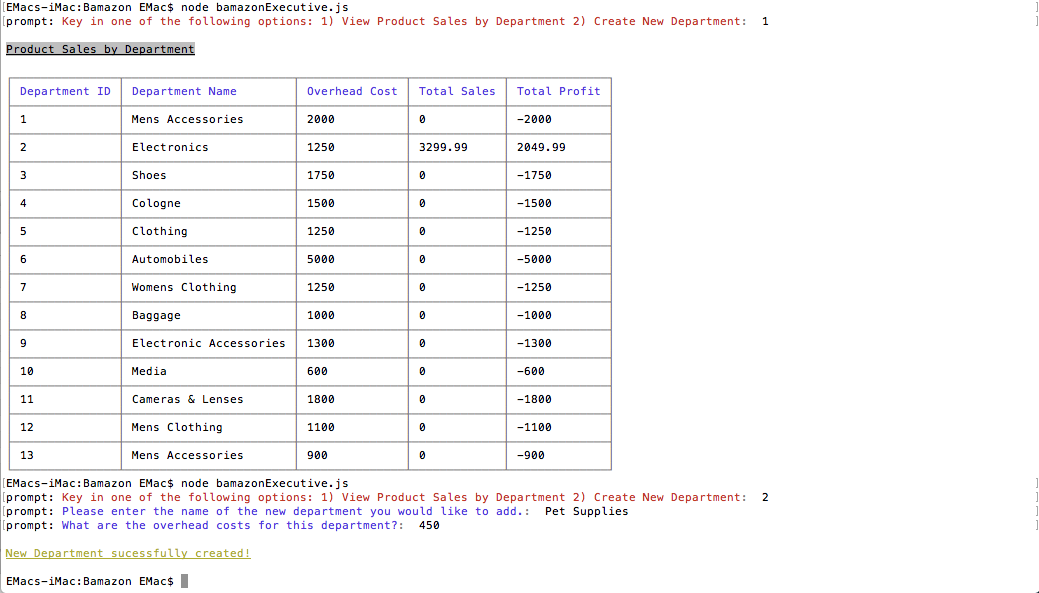 [EMacs-iMac:Bamazon EMac$ node bamazonExecutive.js ]
[prompt: Key in one of the following options: 1) View Product Sales by Department 2) Create New Department:  1 ]
Product Sales by Department
Department ID Department Name Overhead Cost Total Sales Total Profit
1 Mens Accessories 2000 0 -2000
2 Electronics 1250 3299.99 2049.99
3 Shoes 1750 0 -1750
4 Cologne 1500 0 -1500
5 Clothing 1250 0 -1250
6 Automobiles 5000 0 -5000
7 Womens Clothing 1250 0 -1250
8 Baggage 1000 0 -1000
9 Electronic Accessories 1300 0 -1300
10 Media 600 0 -600
11 Cameras & Lenses 1800 0 -1800
12 Mens Clothing 1100 0 -1100
13 Mens Accessories 900 0 -900
[EMacs-iMac:Bamazon EMac$ node bamazonExecutive.js ]
[prompt: Key in one of the following options: 1) View Product Sales by Department 2) Create New Department:  2 ]
[prompt: Please enter the name of the new department you would like to add.:  Pet Supplies ]
[prompt: What are the overhead costs for this department?:  450 ]
New Department sucessfully created!
EMacs-iMac:Bamazon EMac$